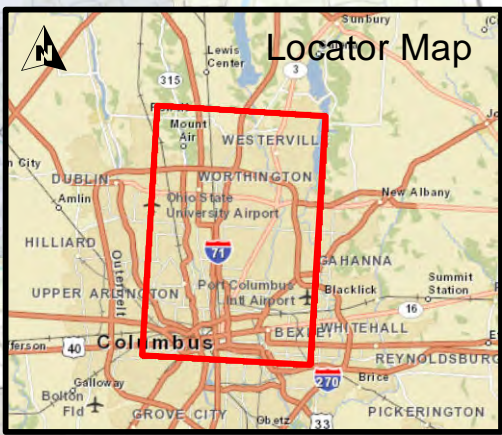 Locator Map
N
Sunbury
Lewis
Center
3
315
Mount
Air
WESTERVILLE
n City
DUBLIN
WORTHINGTON
New Albany
Amlin
Ohio State
University Airport
HILLIARD
Outerbelt
71
GAHANNA
UPPER ARLINGTON
Port Columbus
Intl Airport
Blacklick
Summit
Station
16
Columbus
BEXLEY
WHITEHALL
fferson
40
REYNOLDSBURG
Galloway
270
Brice
Bolton
Fld
GROVE CITY
Obetz
33
PICKERINGTON